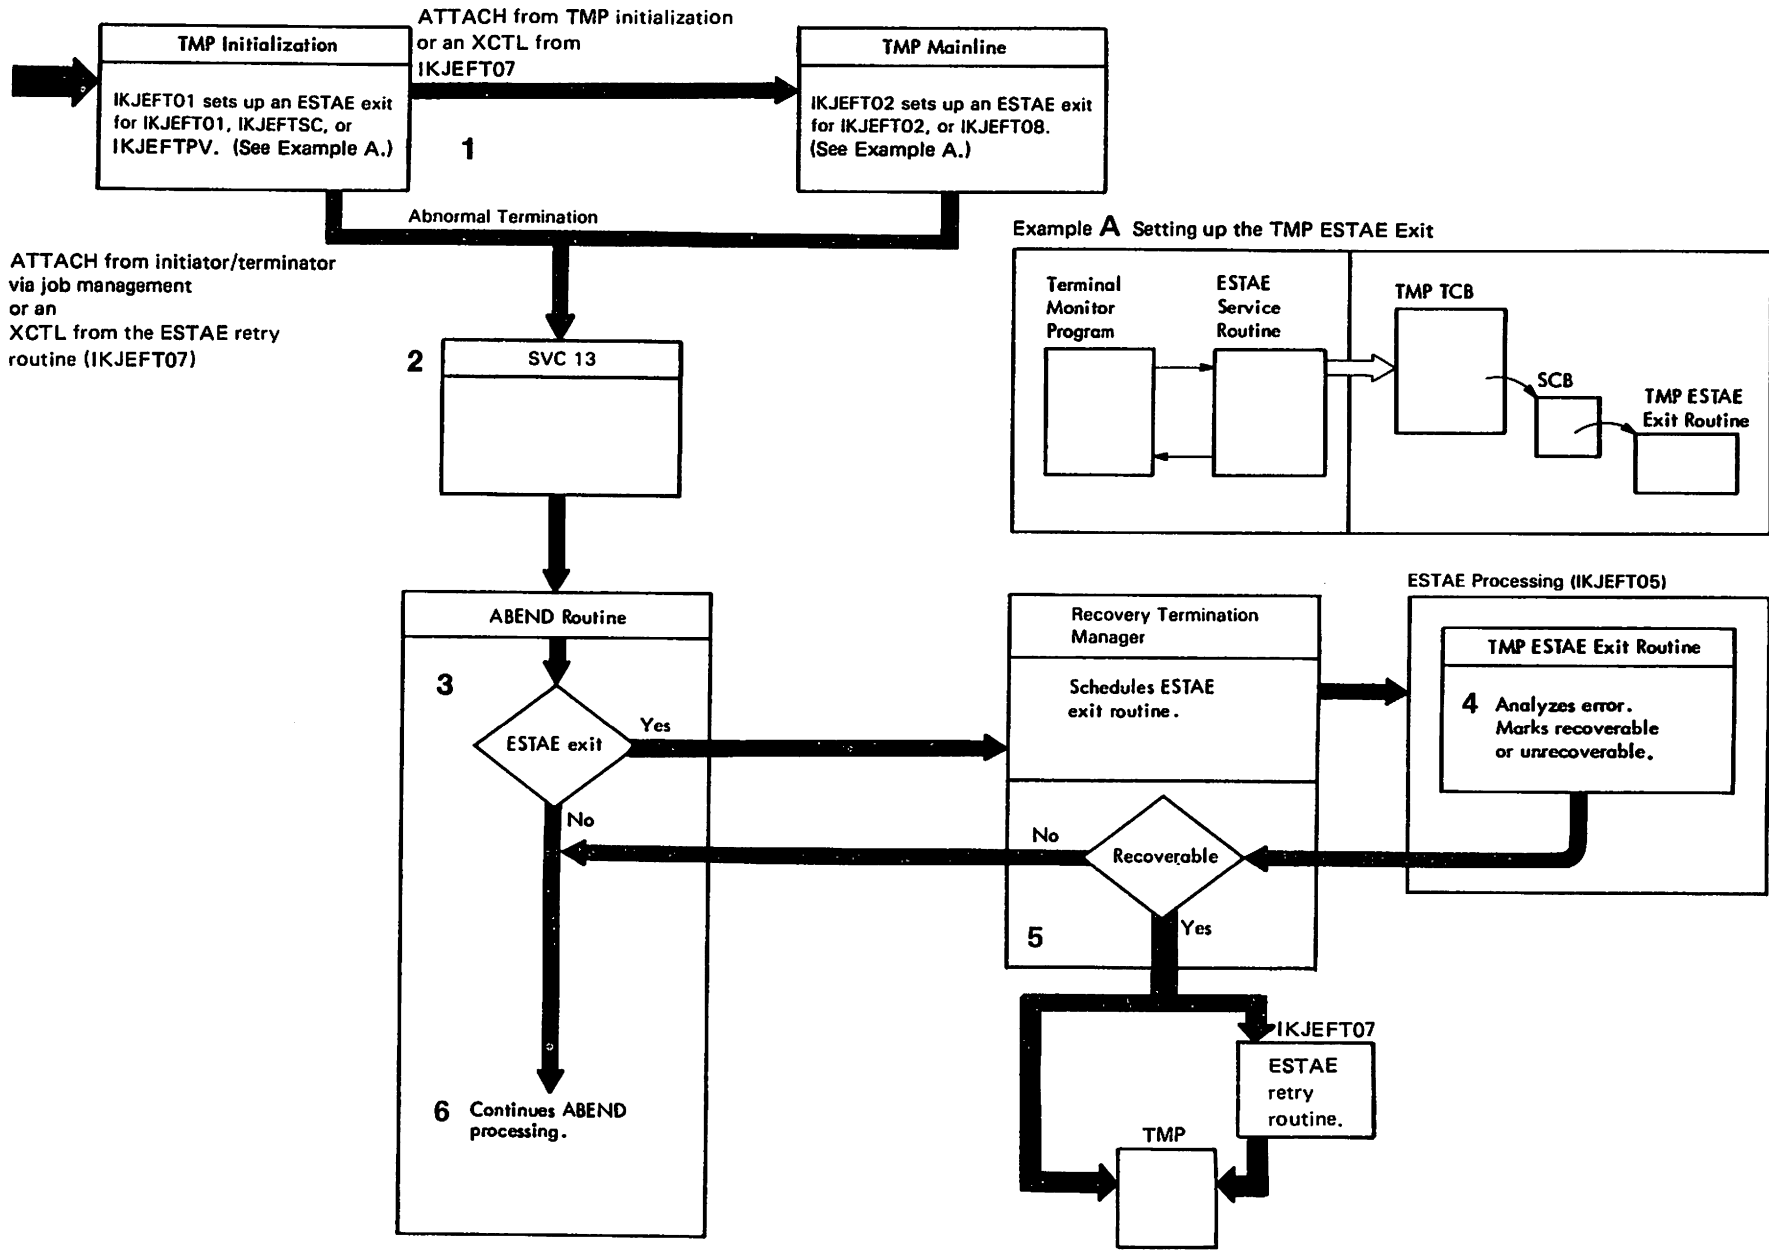 ATTACH from TMP initialization
or an XCTL from
IKJEFT07
TMP Initialization
IKJEFT01 sets up an ESTAE exit
for IKJEFT01, IKJEFTSC, or
IKJEFTPV. (See Example A.)
1
TMP Mainline
IKJEFT02 sets up an ESTAE exit
for IKJEFT02, or IKJEFT08.
(See Example A.)
Abnormal Termination
ATTACH from initiator/terminator
via job management
or an
XCTL from the ESTAE retry
routine (IKJEFT07)
Example A Setting up the TMP ESTAE Exit
Terminal
Monitor
Program
ESTAE
Service
Routine
TMP TCB
SCB
TMP ESTAE
Exit Routine
2
SVC 13
ABEND Routine
3
ESTAE exit
Yes
No
Recovery Termination
Manager
Schedules ESTAE
exit routine.
ESTAE Processing (IKJEFT05)
TMP ESTAE Exit Routine
4 Analyzes error.
Marks recoverable
or unrecoverable.
No
Recoverable
Yes
5
IKJEFT07
ESTAE
retry
routine.
TMP
6 Continues ABEND
processing.